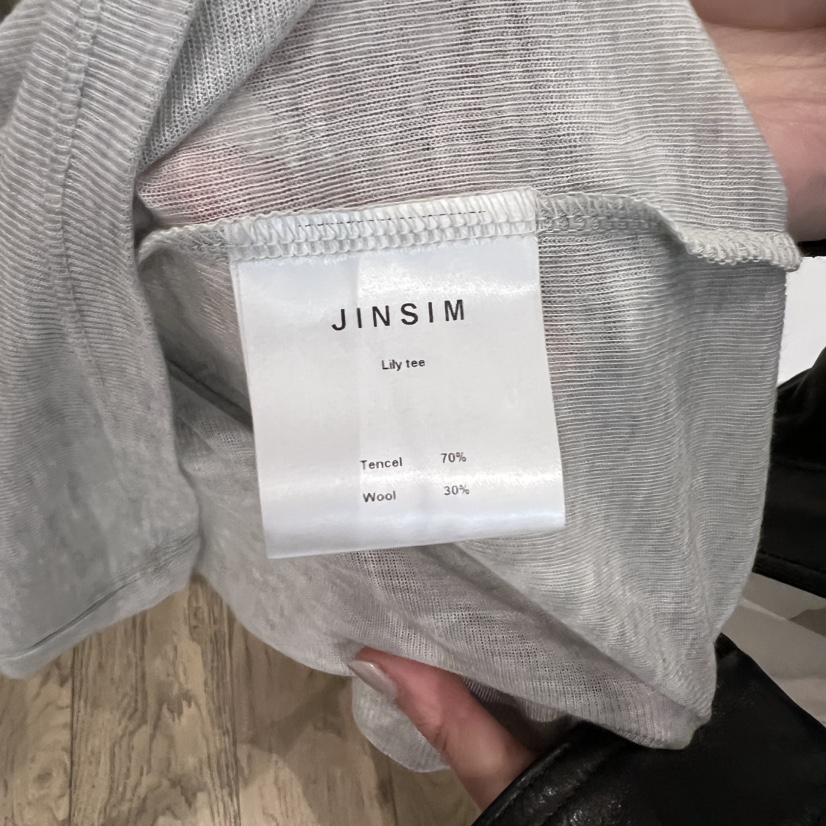 JINSIM
Lily tee
Tencel 70%
Wool 30%